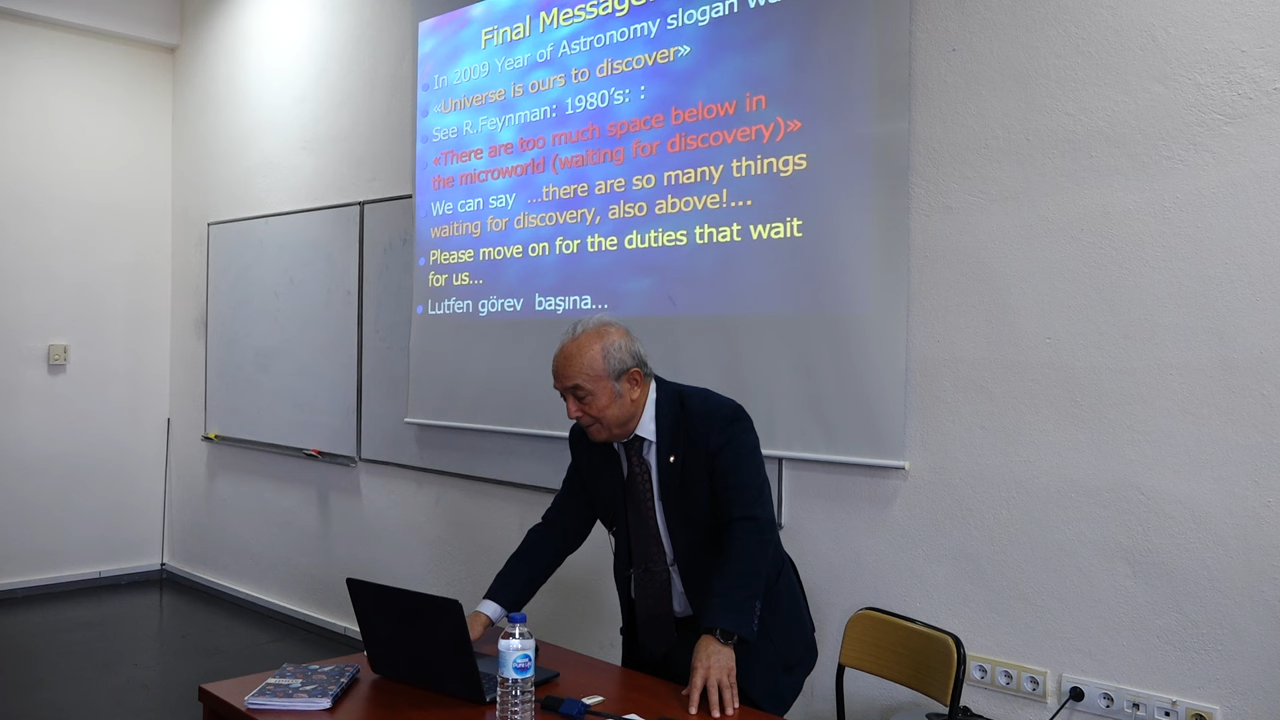 Final Message
In 2009 Year of Astronomy slogan
«Universe is ours to discover»
See R.Feynman: 1980's: :
«There are too much space below in
the microworld (waiting for discovery)»
We can say ...there are so many things
waiting for discovery, also above!...
Please move on for the duties that wait
for us...
Lutfen görev başına...